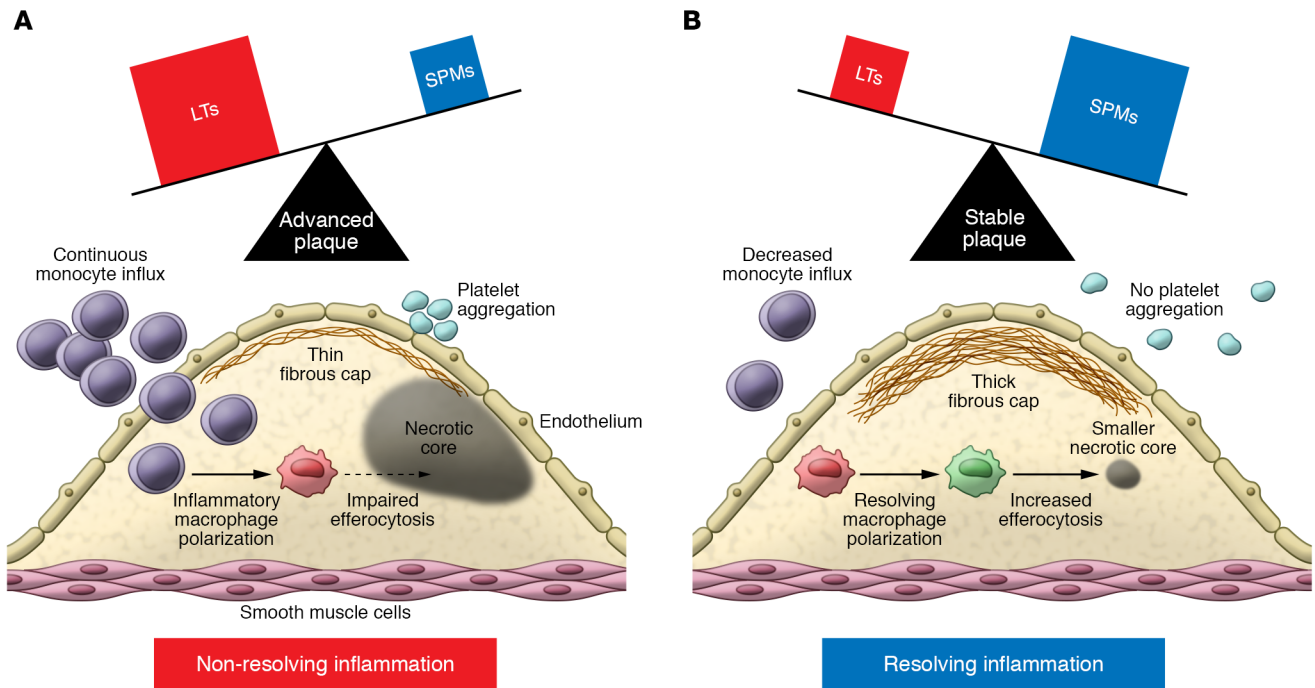 A
LTs
SPMs
Advanced
plaque
Continuous
monocyte influx
Platelet
aggregation
Thin
fibrous cap
Necrotic
core
Endothelium
Inflammatory
macrophage
polarization
Impaired
efferocytosis
Smooth muscle cells
Non-resolving inflammation
B
LTs
SPMs
Stable
plaque
Decreased
monocyte influx
No platelet
aggregation
Thick
fibrous cap
Smaller
necrotic core
Resolving
macrophage
polarization
Increased
efferocytosis
Resolving inflammation